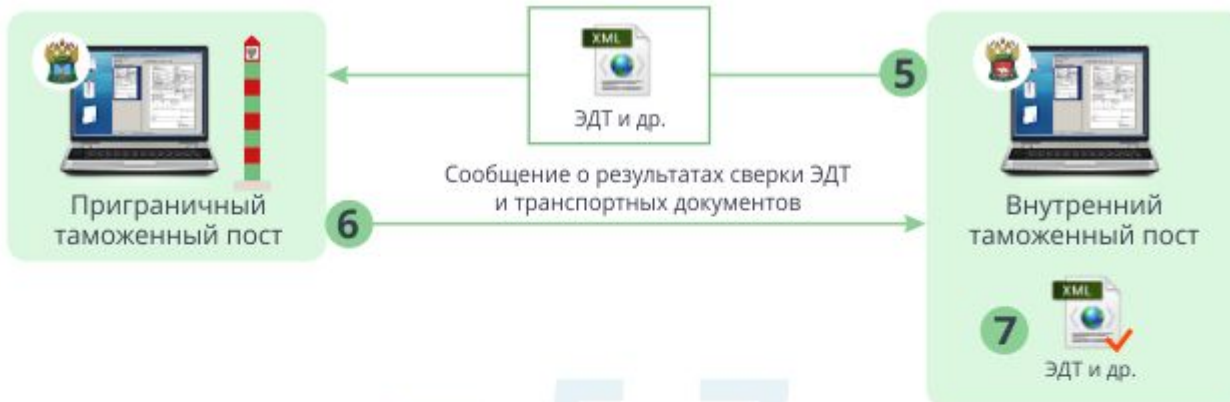 XML
ЭДТ и др.
5
Сообщение о результатах сверки ЭДТ
и транспортных документов
Приграничный
таможенный пост
6
Внутренний
таможенный пост
XML
7
ЭДТ и др.